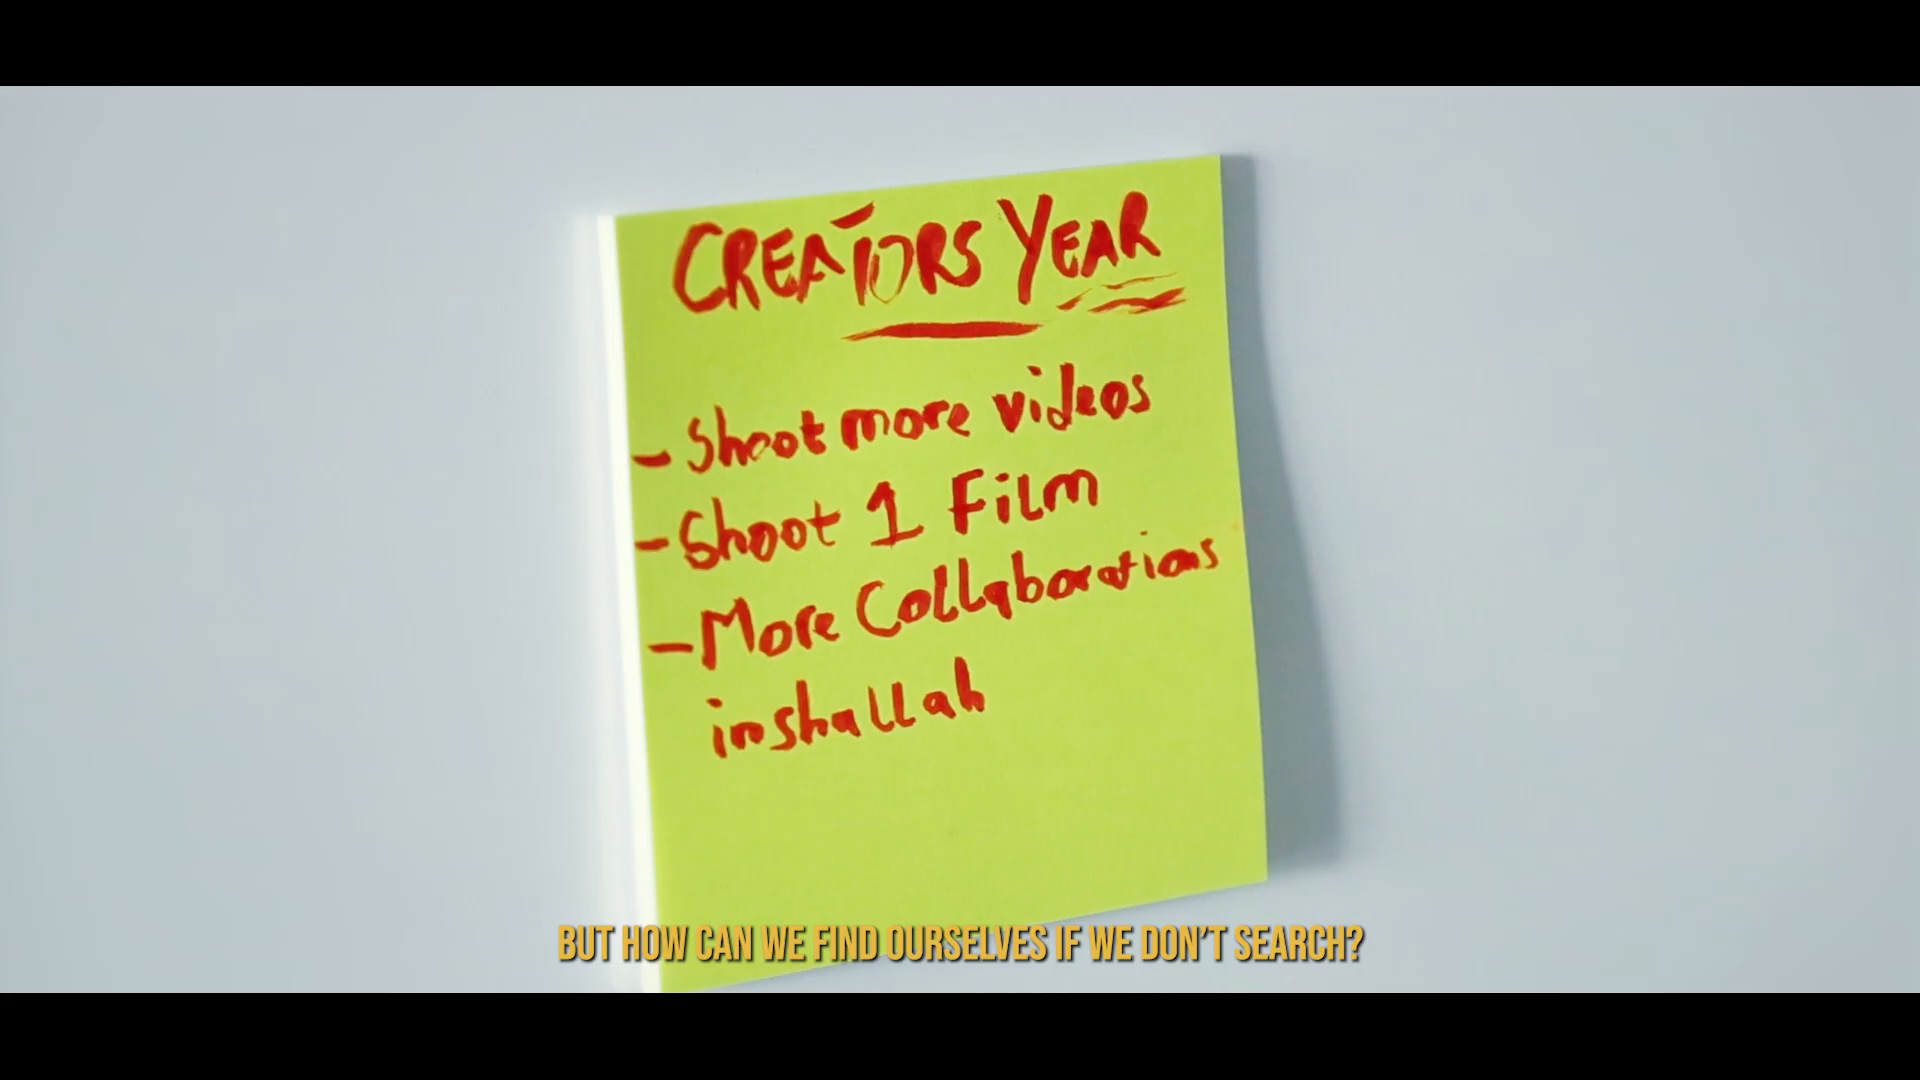 CREATORS YEAR
- Shoot more videos
- Shoot 1 Film
- More Collaborations
inshallah
BUT HOW CAN WE FIND OURSELVES IF WE DON'T SEARCH?